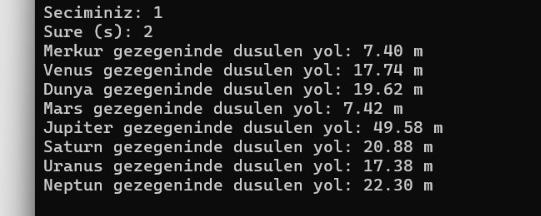 Seciminiz: 1
Sure (s): 2
Merkur gezegeninde dusulen yol: 7.40 m
Venus gezegeninde dusulen yol: 17.74 m
Dunya gezegeninde dusulen yol: 19.62 m
Mars gezegeninde dusulen yol: 7.42 m
Jupiter gezegeninde dusulen yol: 49.58 m
Saturn gezegeninde dusulen yol: 20.88 m
Uranus gezegeninde dusulen yol: 17.38 m
Neptun gezegeninde dusulen yol: 22.30 m